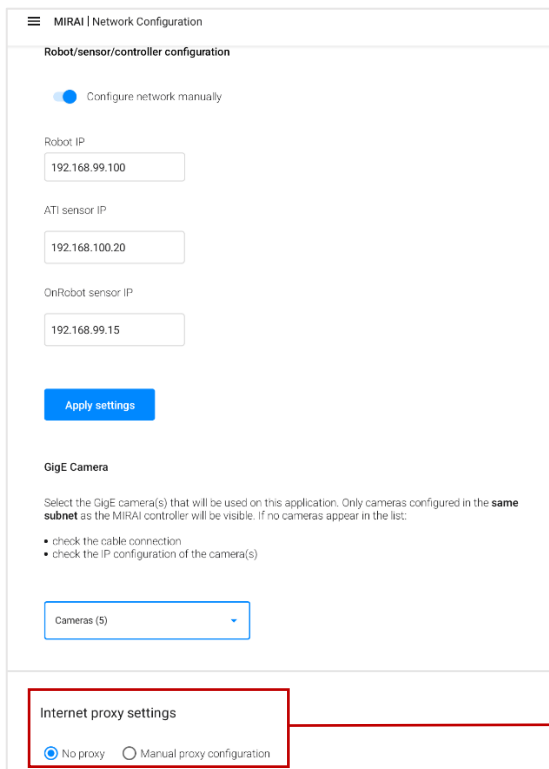 MIRAI | Network Configuration
Robot/sensor/controller configuration
Configure network manually
Robot IP
192.168.99.100
ATI sensor IP
192.168.100.20
OnRobot sensor IP
192.168.99.15
Apply settings
GigE Camera
Select the GigE camera(s) that will be used on this application. Only cameras configured in the same
subnet as the MIRAI controller will be visible. If no cameras appear in the list:
• check the cable connection
• check the IP configuration of the camera(s)
Cameras (5)
Internet proxy settings
No proxy Manual proxy configuration